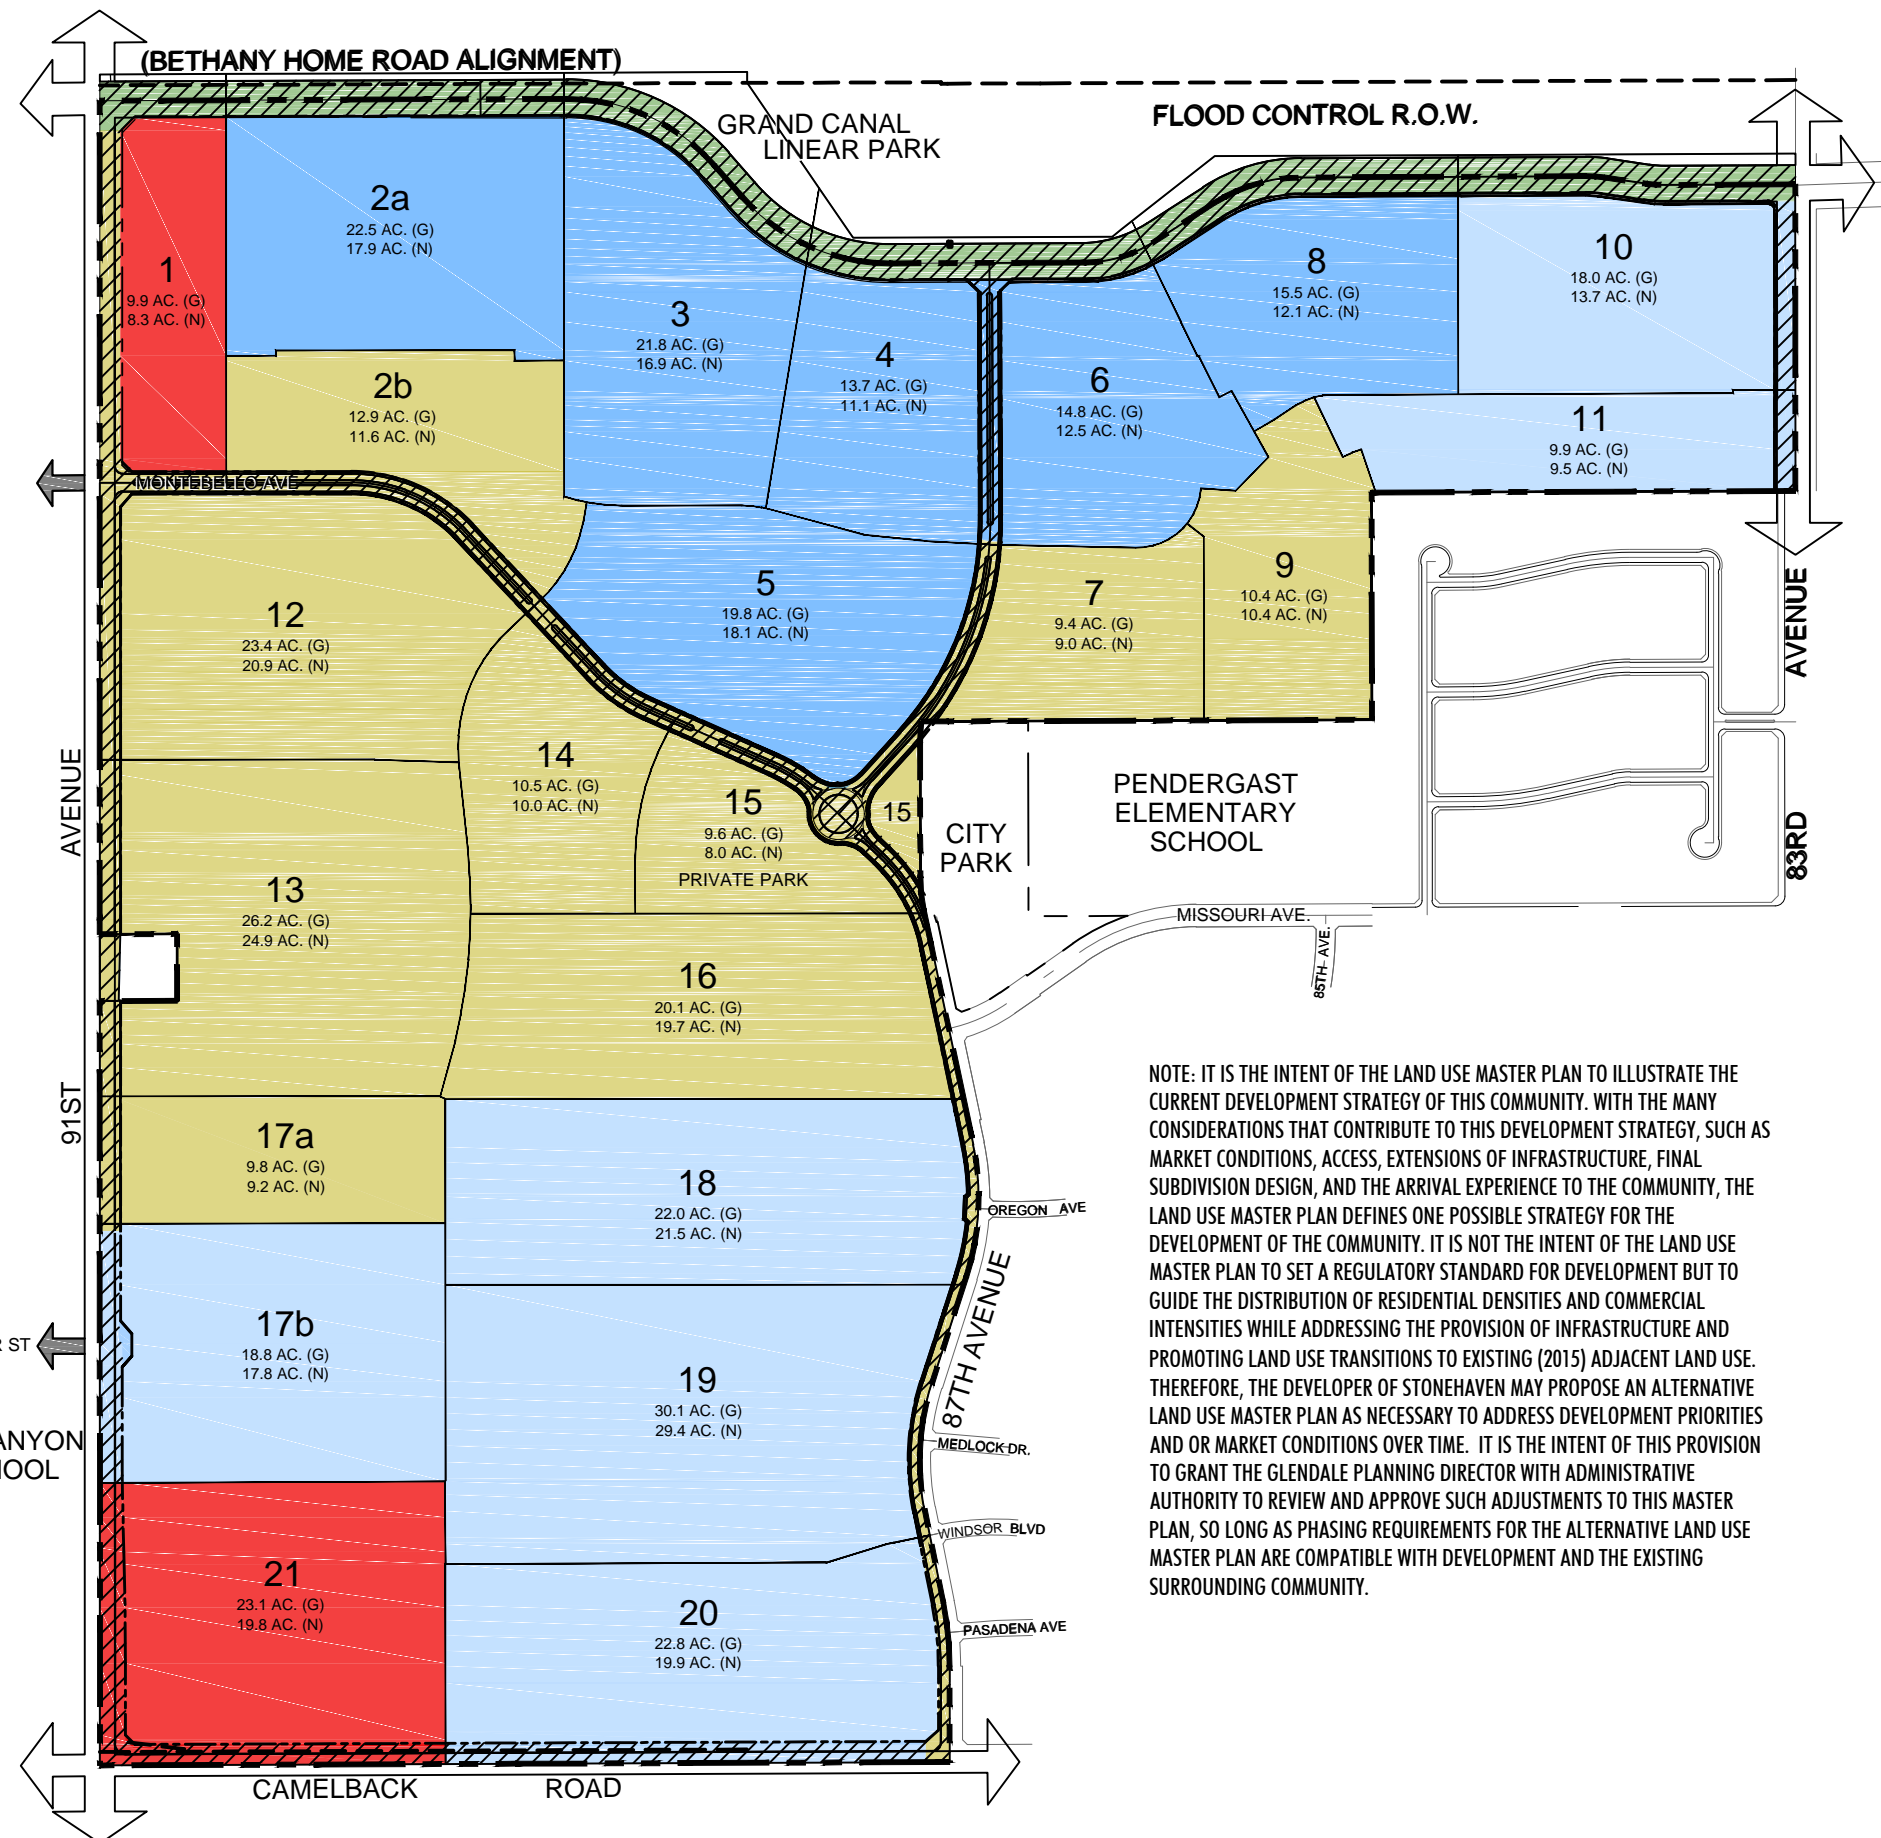 (BETHANY HOME ROAD ALIGNMENT)
GRAND CANAL
LINEAR PARK
FLOOD CONTROL R.O.W.
1
9.9 AC. (G)
8.3 AC. (N)
2a
22.5 AC. (G)
17.9 AC. (N)
2b
12.9 AC. (G)
11.6 AC. (N)
3
21.8 AC. (G)
16.9 AC. (N)
4
13.7 AC. (G)
11.1 AC. (N)
6
14.8 AC. (G)
12.5 AC. (N)
8
15.5 AC. (G)
12.1 AC. (N)
10
18.0 AC. (G)
13.7 AC. (N)
11
9.9 AC. (G)
9.5 AC. (N)
MONTEBELLO AVE
12
23.4 AC. (G)
20.9 AC. (N)
5
19.8 AC. (G)
18.1 AC. (N)
7
9.4 AC. (G)
9.0 AC. (N)
9
10.4 AC. (G)
10.4 AC. (N)
14
10.5 AC. (G)
10.0 AC. (N)
15
9.6 AC. (G)
8.0 AC. (N)
PRIVATE PARK
15
CITY
PARK
PENDERGAST
ELEMENTARY
SCHOOL
83RD AVENUE
MISSOURI AVE.
85TH AVE.
13
26.2 AC. (G)
24.9 AC. (N)
91ST AVENUE
16
20.1 AC. (G)
19.7 AC. (N)
17a
9.8 AC. (G)
9.2 AC. (N)
18
22.0 AC. (G)
21.5 AC. (N)
OREGON AVE
17b
18.8 AC. (G)
17.8 AC. (N)
R ST
19
30.1 AC. (G)
29.4 AC. (N)
87TH AVENUE
MEDLOCK DR.
ANYON
HOOL
WINDSOR BLVD
21
23.1 AC. (G)
19.8 AC. (N)
20
22.8 AC. (G)
19.9 AC. (N)
PASADENA AVE
CAMELBACK ROAD
NOTE: IT IS THE INTENT OF THE LAND USE MASTER PLAN TO ILLUSTRATE THE
CURRENT DEVELOPMENT STRATEGY OF THIS COMMUNITY. WITH THE MANY
CONSIDERATIONS THAT CONTRIBUTE TO THIS DEVELOPMENT STRATEGY, SUCH AS
MARKET CONDITIONS, ACCESS, EXTENSIONS OF INFRASTRUCTURE, FINAL
SUBDIVISION DESIGN, AND THE ARRIVAL EXPERIENCE TO THE COMMUNITY, THE
LAND USE MASTER PLAN DEFINES ONE POSSIBLE STRATEGY FOR THE
DEVELOPMENT OF THE COMMUNITY. IT IS NOT THE INTENT OF THE LAND USE
MASTER PLAN TO SET A REGULATORY STANDARD FOR DEVELOPMENT BUT TO
GUIDE THE DISTRIBUTION OF RESIDENTIAL DENSITIES AND COMMERCIAL
INTENSITIES WHILE ADDRESSING THE PROVISION OF INFRASTRUCTURE AND
PROMOTING LAND USE TRANSITIONS TO EXISTING (2015) ADJACENT LAND USE.
THEREFORE, THE DEVELOPER OF STONEHAVEN MAY PROPOSE AN ALTERNATIVE
LAND USE MASTER PLAN AS NECESSARY TO ADDRESS DEVELOPMENT PRIORITIES
AND OR MARKET CONDITIONS OVER TIME. IT IS THE INTENT OF THIS PROVISION
TO GRANT THE GLENDALE PLANNING DIRECTOR WITH ADMINISTRATIVE
AUTHORITY TO REVIEW AND APPROVE SUCH ADJUSTMENTS TO THIS MASTER
PLAN, SO LONG AS PHASING REQUIREMENTS FOR THE ALTERNATIVE LAND USE
MASTER PLAN ARE COMPATIBLE WITH DEVELOPMENT AND THE EXISTING
SURROUNDING COMMUNITY.